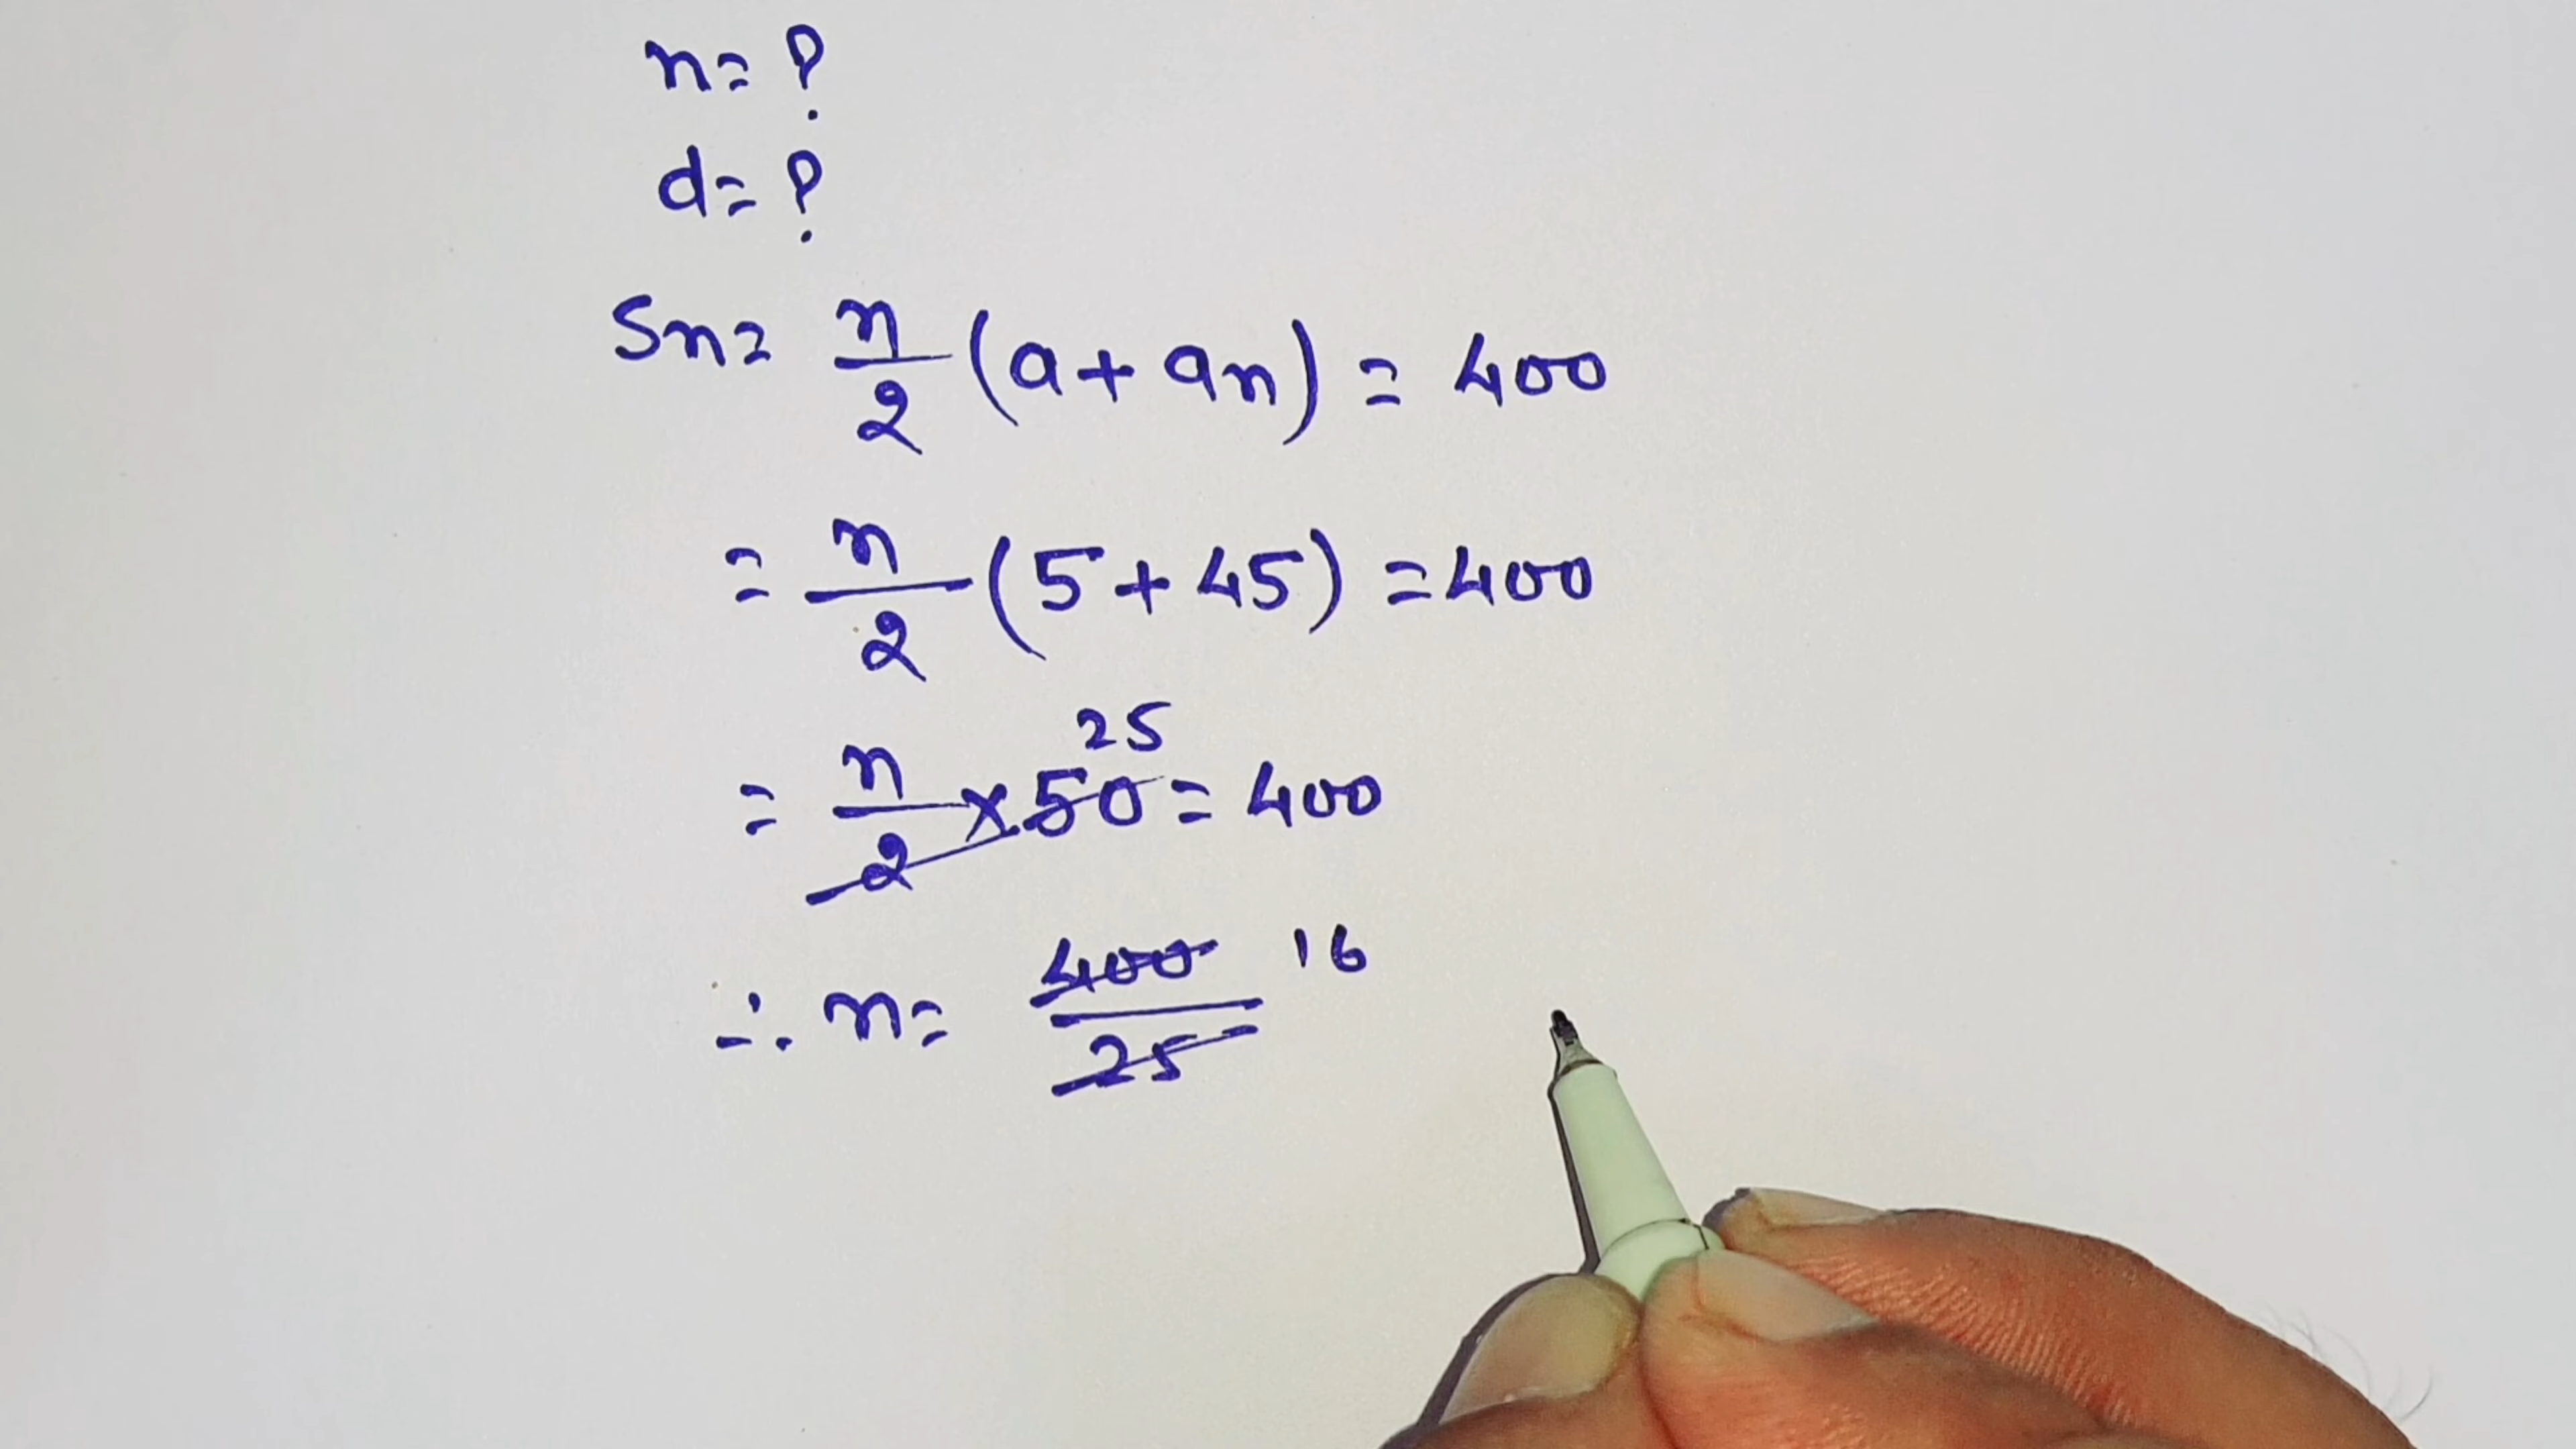 n= ?
d= ?
Sn= n/2 (a + an) = 400
= n/2 (5 + 45) = 400
25
= n/2 × 50 = 400
∴ n= 400/25 16